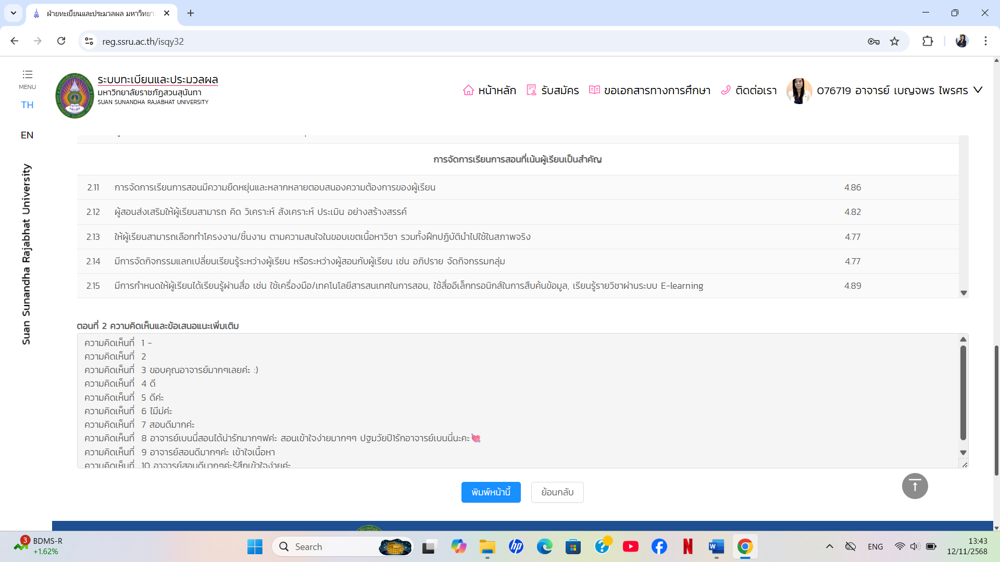 ฝ่ายทะเบียนและประมวลผล มหาวิทยา
reg.ssru.ac.th/isqy32
MENU
TH
EN
Suan Sunandha Rajabhat University
ระบบทะเบียนและประมวลผล
มหาวิทยาลัยราชภัฏสวนสุนันทา
SUAN SUNANDHA RAJABHAT UNIVERSITY
หน้าหลัก รับสมัคร ขอเอกสารทางการศึกษา ติดต่อเรา 076719 อาจารย์ เบญจพร ไพรศร
การจัดการเรียนการสอนที่เน้นผู้เรียนเป็นสำคัญ
2.11 การจัดการเรียนการสอนมีความยืดหยุ่นและหลากหลายตอบสนองความต้องการของผู้เรียน 4.86
2.12 ผู้สอนส่งเสริมให้ผู้เรียนสามารถ คิด วิเคราะห์ สังเคราะห์ ประเมิน อย่างสร้างสรรค์ 4.82
2.13 ให้ผู้เรียนสามารถเลือกทำโครงงาน/ชิ้นงาน ตามความสนใจในขอบเขตเนื้อหาวิชา รวมทั้งฝึกปฏิบัตินำไปใช้ในสภาพจริง 4.77
2.14 มีการจัดกิจกรรมแลกเปลี่ยนเรียนรู้ระหว่างผู้เรียน หรือระหว่างผู้สอนกับผู้เรียน เช่น อภิปราย จัดกิจกรรมกลุ่ม 4.77
2.15 มีการกำหนดให้ผู้เรียนได้เรียนรู้ผ่านสื่อ เช่น ใช้เครื่องมือ/เทคโนโลยีสารสนเทศในการสอน, ใช้สื่ออีเล็กทรอนิกส์ในการสืบค้นข้อมูล, เรียนรู้รายวิชาผ่านระบบ E-learning 4.89
ตอนที่ 2 ความคิดเห็นและข้อเสนอแนะเพิ่มเติม
ความคิดเห็นที่ 1 -
ความคิดเห็นที่ 2
ความคิดเห็นที่ 3 ขอบคุณอาจารย์มากๆเลยค่ะ :)
ความคิดเห็นที่ 4 ดี
ความคิดเห็นที่ 5 ดีค่ะ
ความคิดเห็นที่ 6 ไมีม่ค่ะ
ความคิดเห็นที่ 7 สอนดีมากค่ะ
ความคิดเห็นที่ 8 อาจารย์เบนนี่สอนได้น่ารักมากๆฟค่ะ สอนเข้าใจง่ายมากๆๆ ปฐมวัยปี1รักอาจารย์เบนนี่นะคะ💘
ความคิดเห็นที่ 9 อาจารย์สอนดีมากๆค่ะ เข้าใจเนื้อหา
ความคิดเห็นที่ 10 อาจารย์สอนดีมากๆค่ะรู้สึกเข้าใจง่ายค่ะ
พิมพ์หน้านี้ ย้อนกลับ
3 BDMS-R
+1.62%
Search
ENG
13:43
12/11/2568